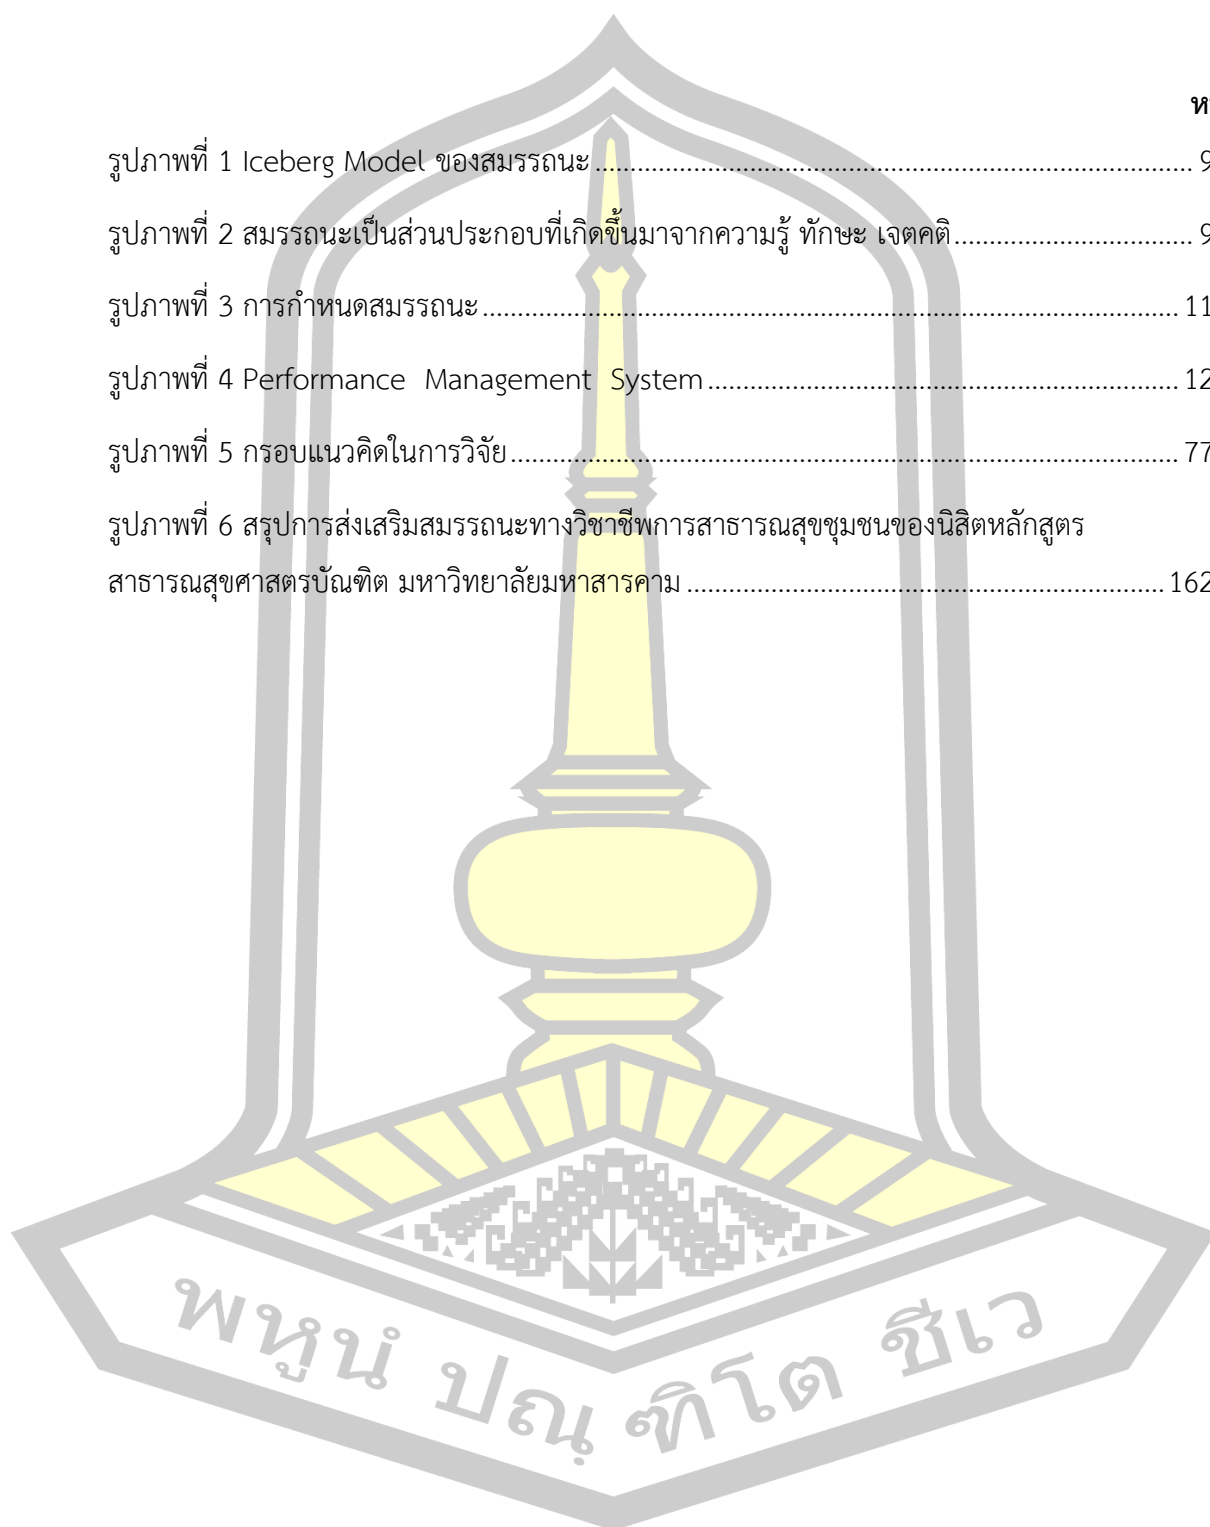 รูปภาพที่ 1 Iceberg Model ของสมรรถนะ ..................................................................................... 9
รูปภาพที่ 2 สมรรถนะเป็นส่วนประกอบที่เกิดขึ้นมาจากความรู้ ทักษะ เจตคติ .................................. 9
รูปภาพที่ 3 การกำหนดสมรรถนะ .................................................................................................... 11
รูปภาพที่ 4 Performance Management System .................................................................... 12
รูปภาพที่ 5 กรอบแนวคิดในการวิจัย ................................................................................................ 77
รูปภาพที่ 6 สรุปการส่งเสริมสมรรถนะทางวิชาชีพการสาธารณสุขชุมชนของนิสิตหลักสูตร
สาธารณสุขศาสตรบัณฑิต มหาวิทยาลัยมหาสารคาม .................................................................... 162
พหูนํ ปณฺฑิโต ชีเว